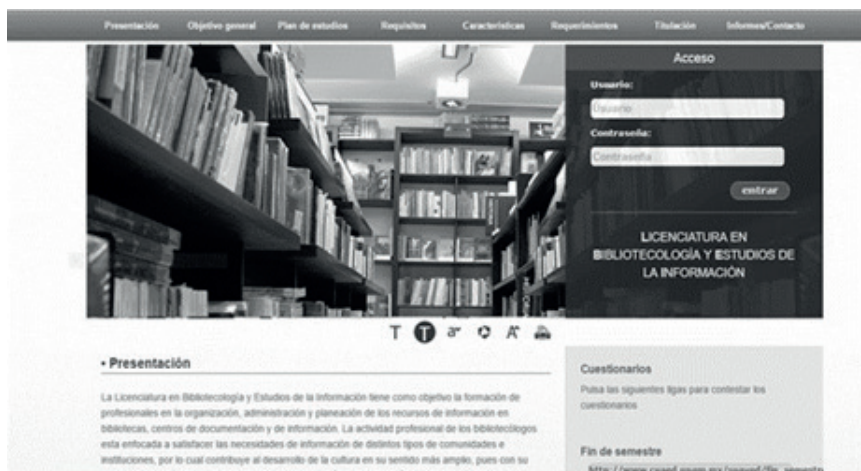 Presentación Objetivo general Plan de estudios Requisitos Características Requerimientos Titulación Informes/Contacto
Acceso
Usuario:
Usuario
Contraseña:
Contraseña
entrar
LICENCIATURA EN
BIBLIOTECOLOGÍA Y ESTUDIOS DE
LA INFORMACIÓN
T T a A
• Presentación
La Licenciatura en Bibliotecología y Estudios de la Información tiene como objetivo la formación de
profesionales en la organización, administración y planeación de los recursos de información en
bibliotecas, centros de documentación y de información. La actividad profesional de los bibliotecólogos
esta enfocada a satisfacer las necesidades de información de distintos tipos de comunidades e
instituciones, por lo cual contribuye al desarrollo de la cultura en su sentido más amplio, pues con su
Cuestionarios
Pulsa las siguientes ligas para contestar los
cuestionarios
Fin de semestre